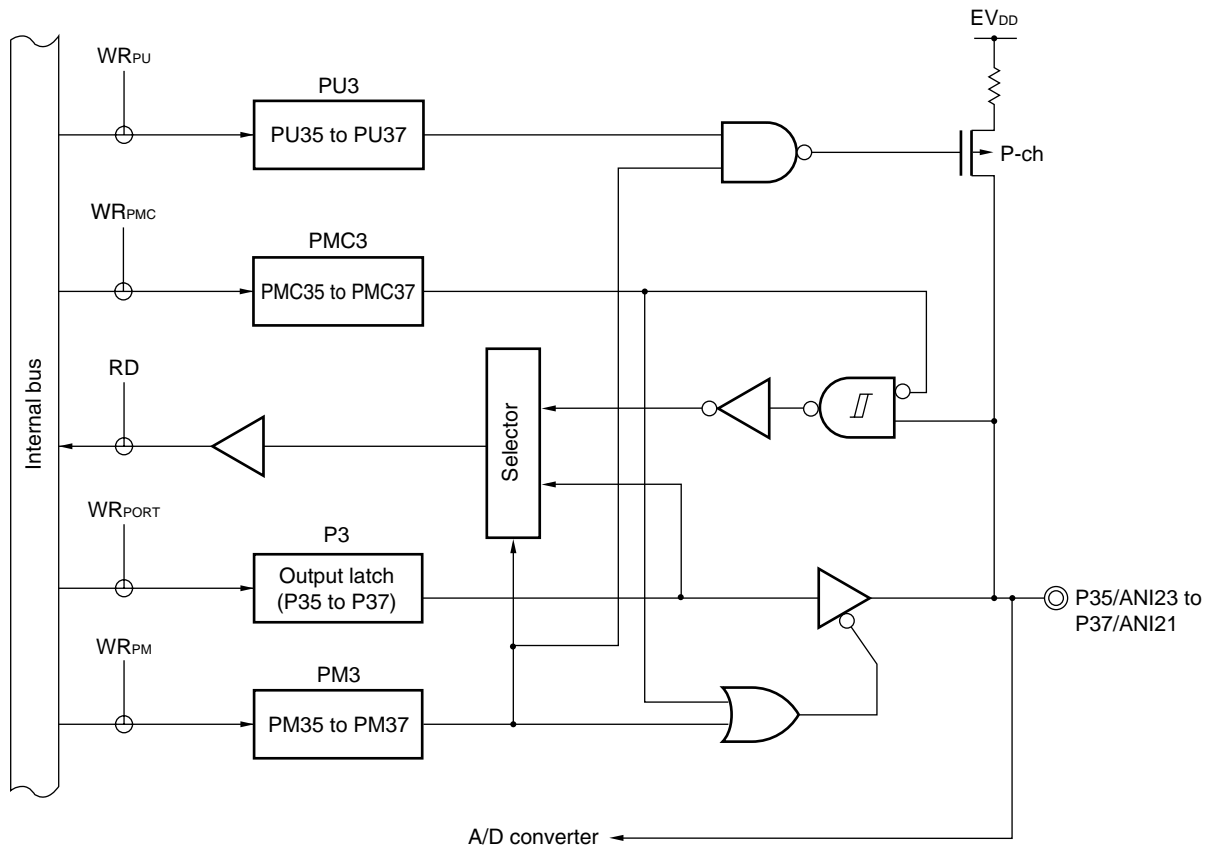 EVDD
WRPU
PU3
PU35 to PU37
P-ch
WRPMC
PMC3
PMC35 to PMC37
RD
Internal bus
Selector
WRPORT
P3
Output latch
(P35 to P37)
P35/ANI23 to
P37/ANI21
WRPM
PM3
PM35 to PM37
A/D converter